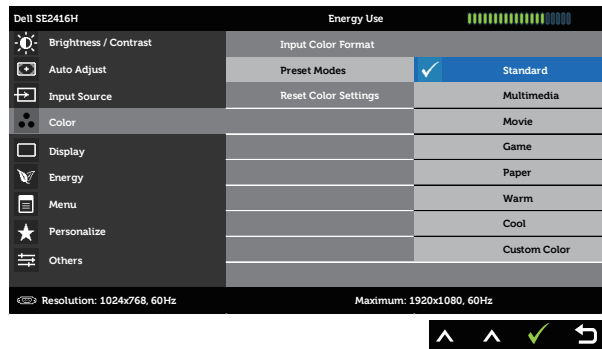 Dell SE2416H
Energy Use
Brightness / Contrast
Auto Adjust
Input Source
Color
Display
Energy
Menu
Personalize
Others
Input Color Format
Preset Modes
Reset Color Settings
Standard
Multimedia
Movie
Game
Paper
Warm
Cool
Custom Color
Resolution: 1024x768, 60Hz
Maximum: 1920x1080, 60Hz